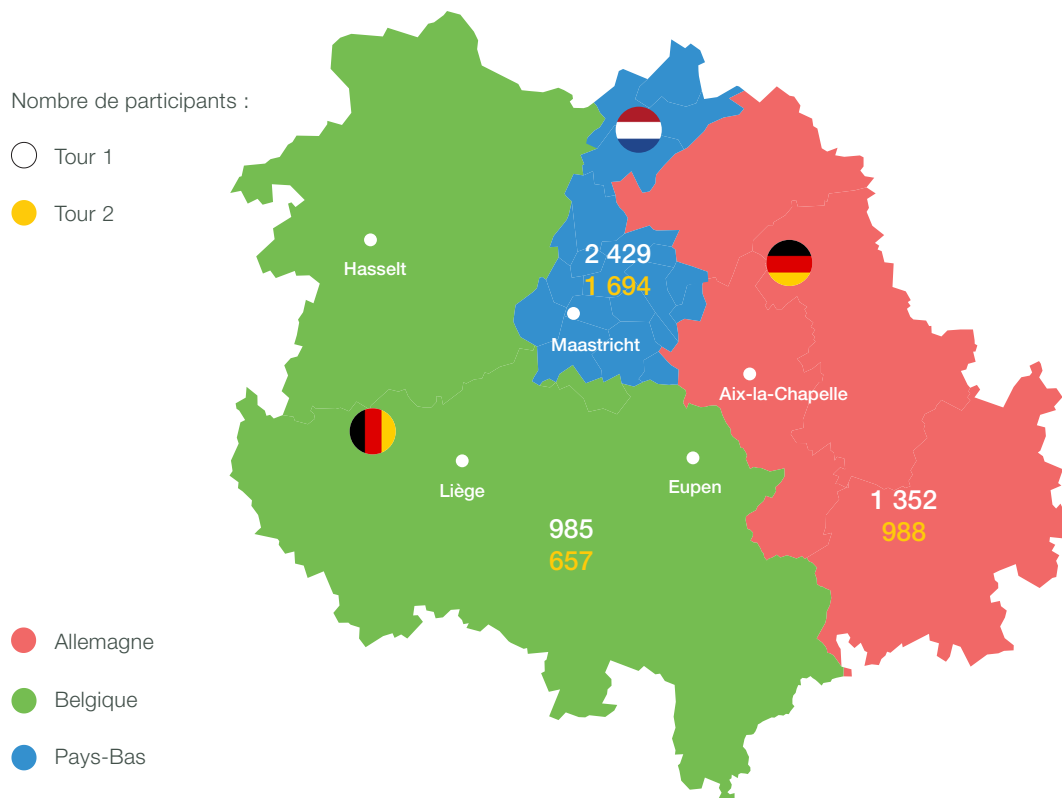 Nombre de participants :
Tour 1
Tour 2
Hasselt
2 429
1 694
Maastricht
Aix-la-Chapelle
Liège
Eupen
1 352
988
985
657
Allemagne
Belgique
Pays-Bas